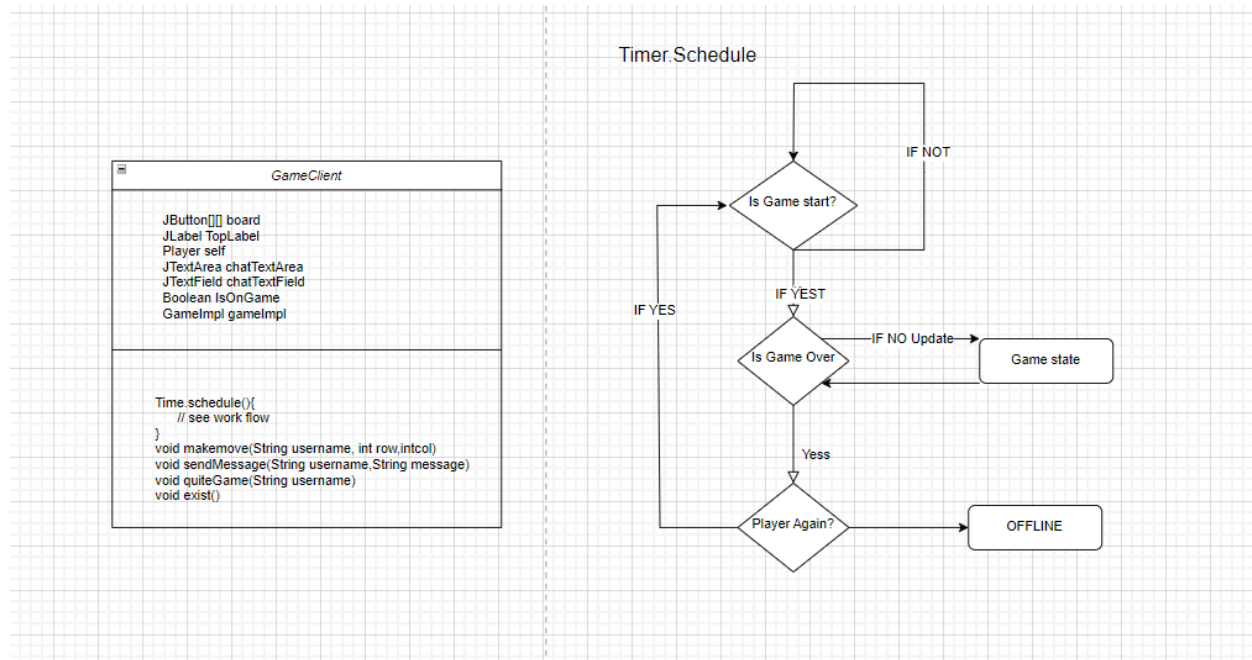 Timer.Schedule
GameClient
JButton[][] board
JLabel TopLabel
Player self
JTextArea chatTextArea
JTextField chatTextField
Boolean IsOnGame
GameImpl gameImpl
Time.schedule(){
// see work flow
}
void makemove(String username, int row,intcol)
void sendMessage(String username,String message)
void quiteGame(String username)
void exist()
IF NOT
Is Game start?
IF YEST
IF YES
Is Game Over
IF NO Update
Game state
Yess
Player Again?
OFFLINE